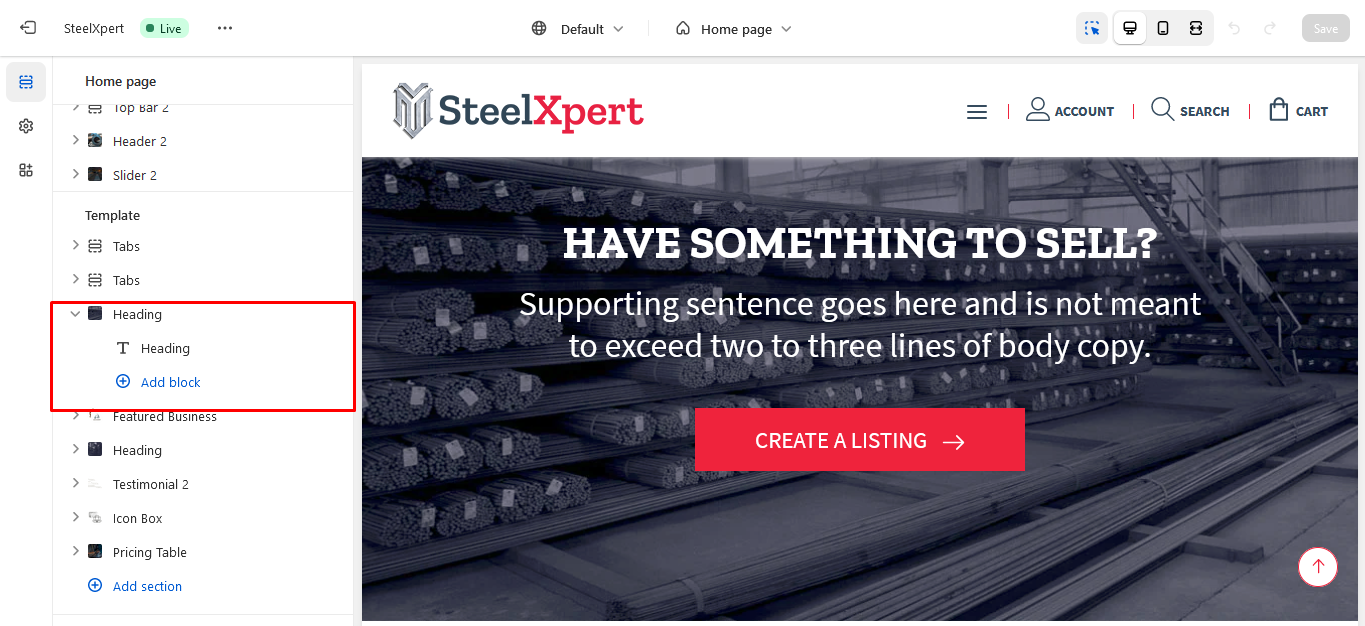 SteelXpert
Live
Default
Home page
Save
Home page
Top Bar 2
Header 2
Slider 2
Template
Tabs
Tabs
Heading
Heading
Add block
Featured Business
Heading
Testimonial 2
Icon Box
Pricing Table
Add section
SteelXpert
ACCOUNT
SEARCH
CART
HAVE SOMETHING TO SELL?
Supporting sentence goes here and is not meant
to exceed two to three lines of body copy.
CREATE A LISTING